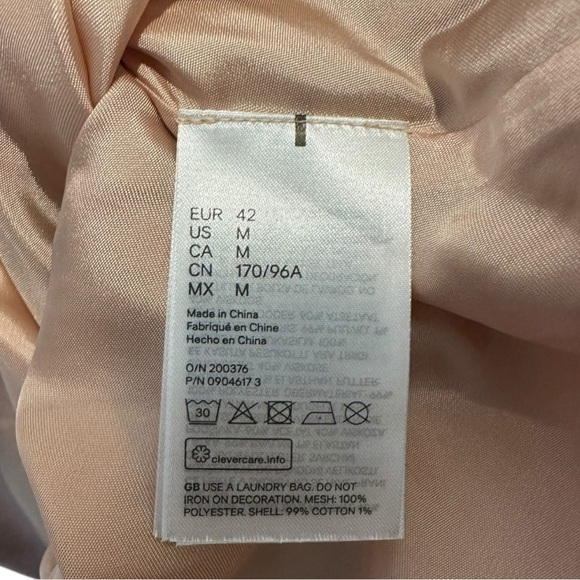 EUR 42
US M
CA M
CN 170/96A
MX M
Made in China
Fabriqué en Chine
Hecho en China
O/N 200376
P/N 0904617 3
30
clevercare.info
GB USE A LAUNDRY BAG. DO NOT
IRON ON DECORATION. MESH: 100%
POLYESTER. SHELL: 99% COTTON 1%